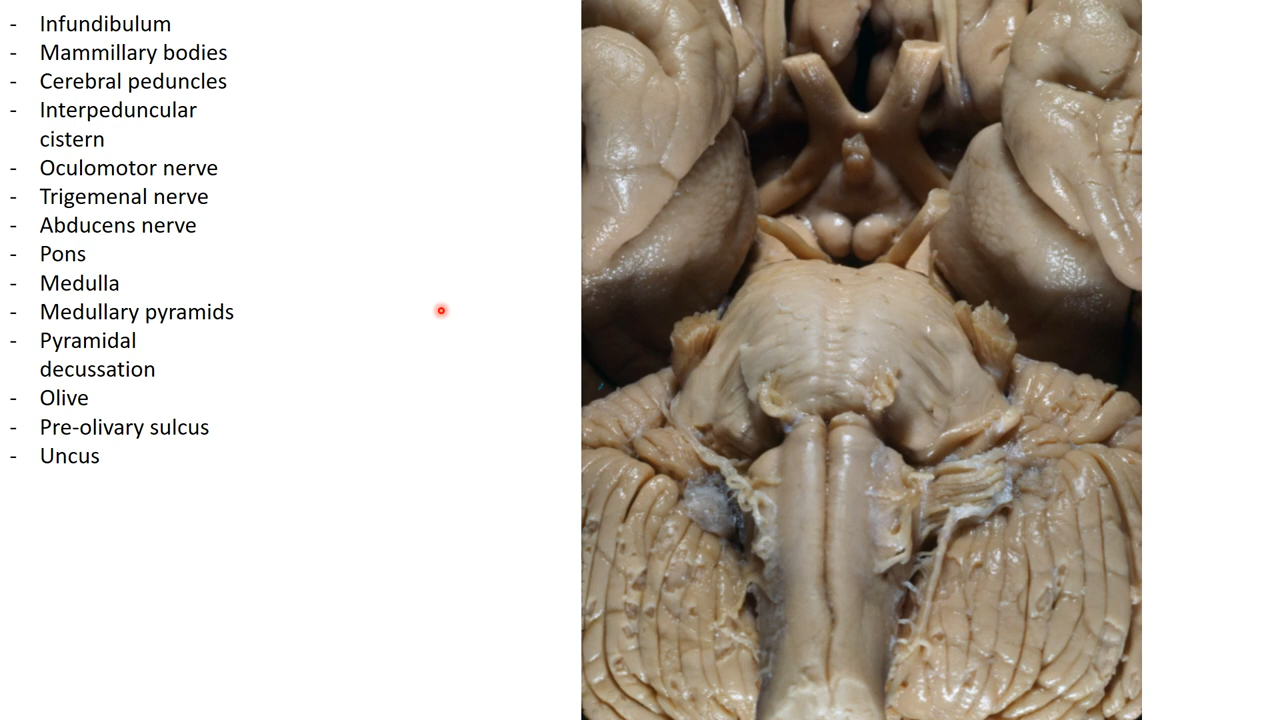 - Infundibulum
- Mammillary bodies
- Cerebral peduncles
- Interpeduncular
cistern
- Oculomotor nerve
- Trigemenal nerve
- Abducens nerve
- Pons
- Medulla
- Medullary pyramids
- Pyramidal
decussation
- Olive
- Pre-olivary sulcus
- Uncus